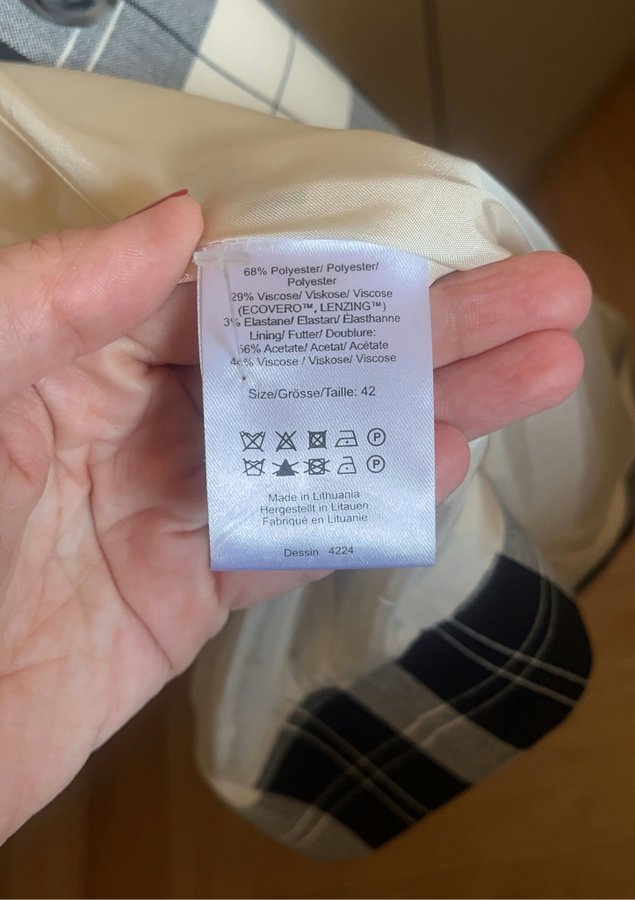 68% Polyester/ Polyester/
Polyester
29% Viscose/ Viskose/ Viscose
(ECOVERO™, LENZING™)
3% Elastane/ Elastan/ Élasthanne
Lining/ Futter/ Doublure:
56% Acetate/ Acetat/ Acétate
% Viscose / Viskose/ Viscose
Size/Grösse/Taille: 42
P
P
Made in Lithuania
Hergestellt in Litauen
Fabriqué en Lituanie
Dessin 4224